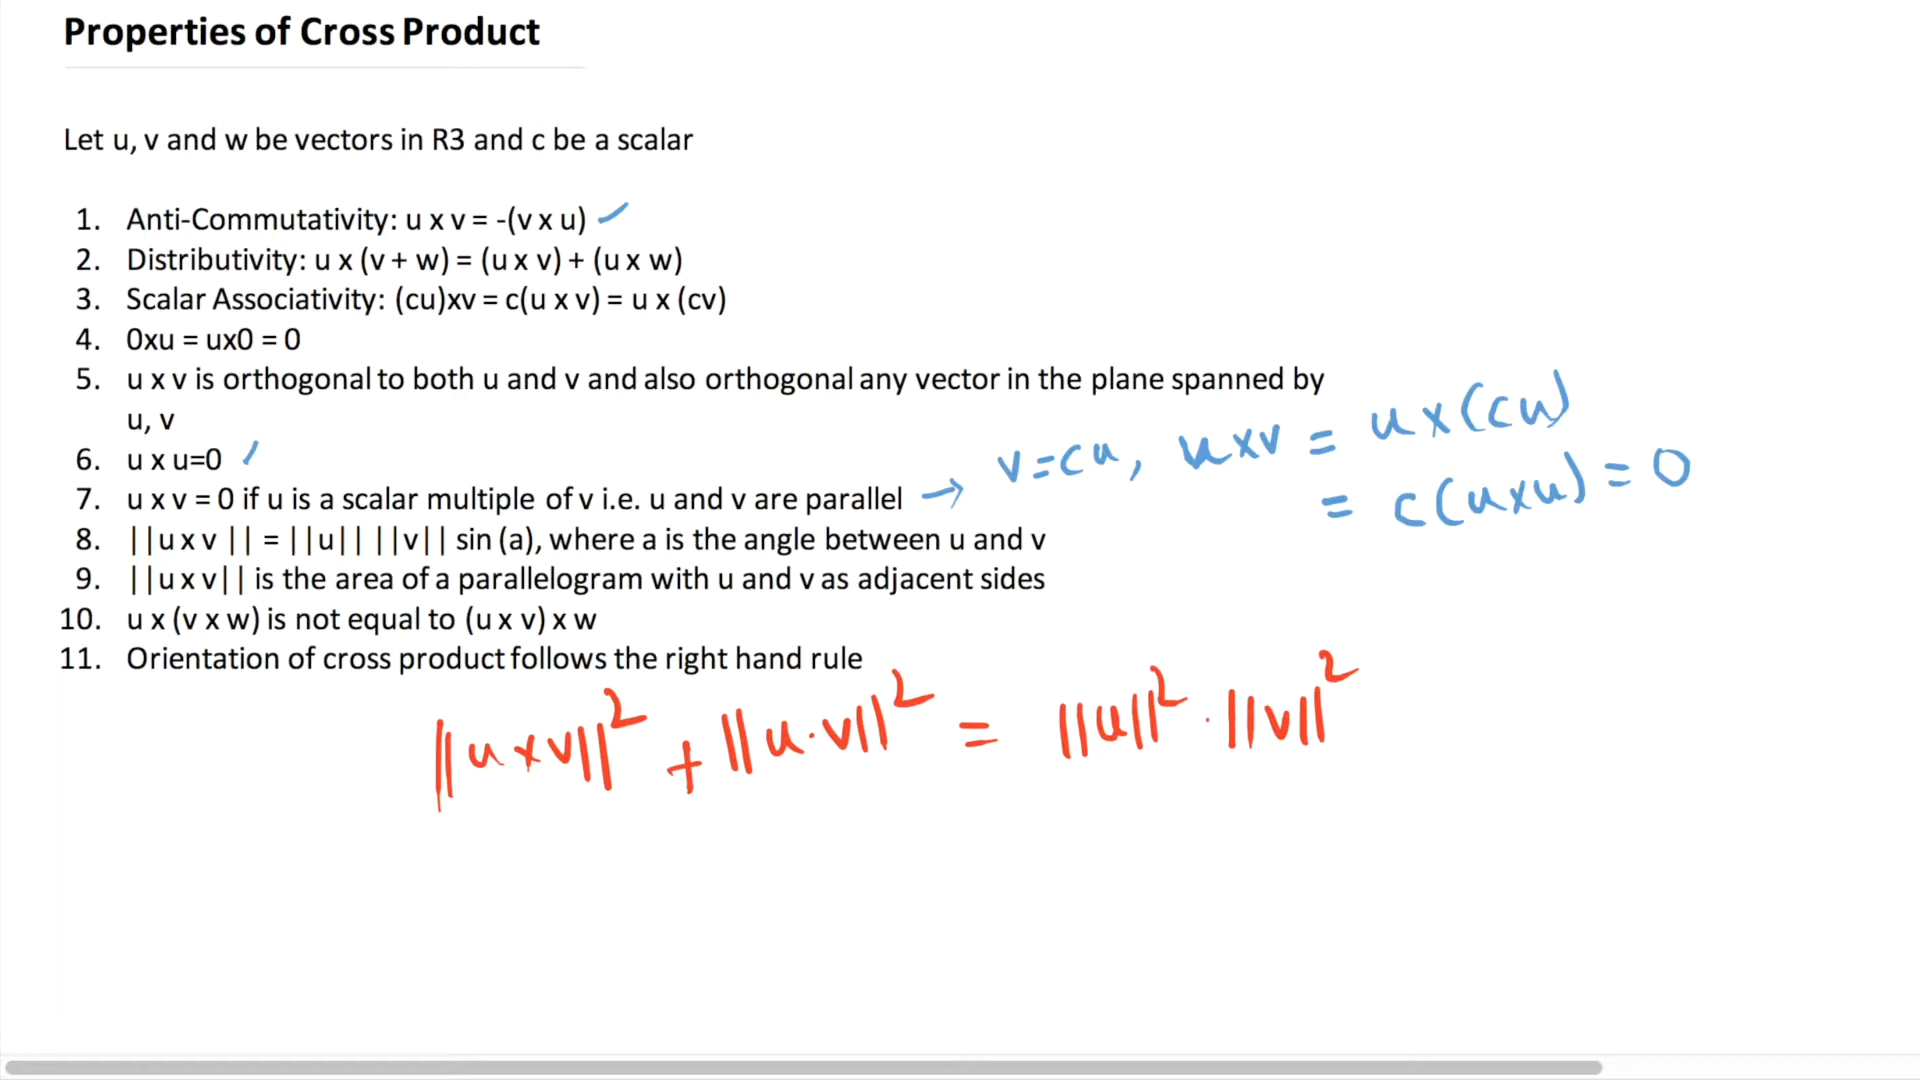 Properties of Cross Product
Let u, v and w be vectors in R3 and c be a scalar
1. Anti-Commutativity: u x v = -(v x u)
2. Distributivity: u x (v + w) = (u x v) + (u x w)
3. Scalar Associativity: (cu)xv = c(u x v) = u x (cv)
4. 0xu = ux0 = 0
5. u x v is orthogonal to both u and v and also orthogonal any vector in the plane spanned by
u, v
6. u x u=0
7. u x v = 0 if u is a scalar multiple of v i.e. u and v are parallel → v=cu, uxv = ux(cu)
= c(uxu) = 0
8. ||u x v || = ||u|| ||v|| sin (a), where a is the angle between u and v
9. ||u x v|| is the area of a parallelogram with u and v as adjacent sides
10. u x (v x w) is not equal to (u x v) x w
11. Orientation of cross product follows the right hand rule
||u x v||² + ||u·v||² = ||u||² · ||v||²